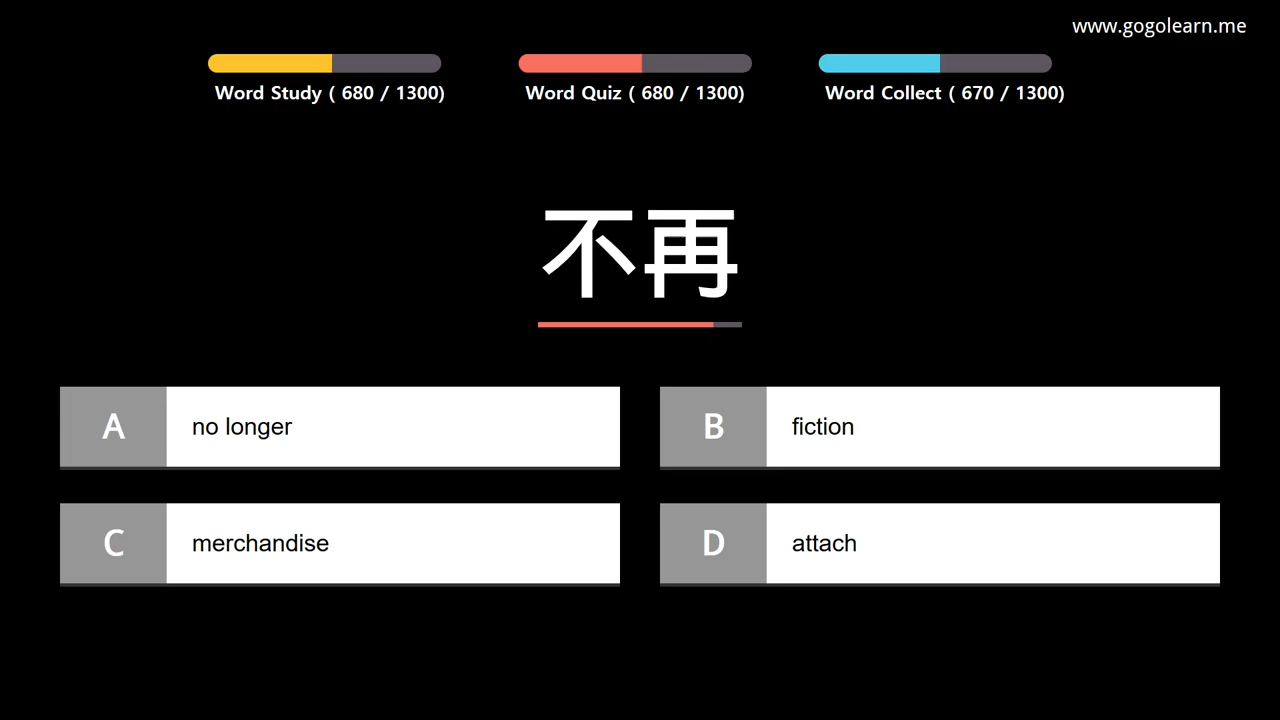 www.gogolearn.me
Word Study ( 680 / 1300)
Word Quiz ( 680 / 1300)
Word Collect ( 670 / 1300)
不再
A no longer
B fiction
C merchandise
D attach